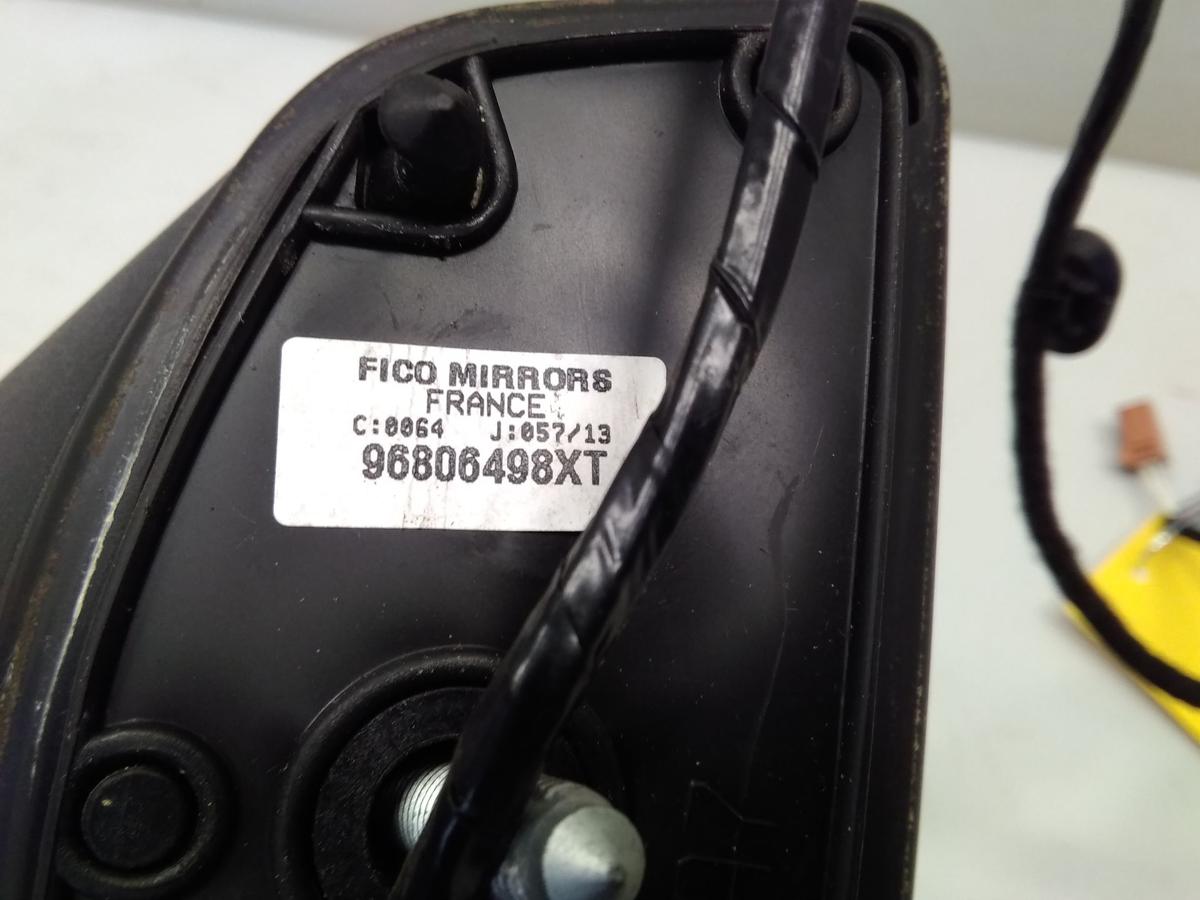 FICO MIRRORS
FRANCE
C:0064 J:057/13
96806498XT